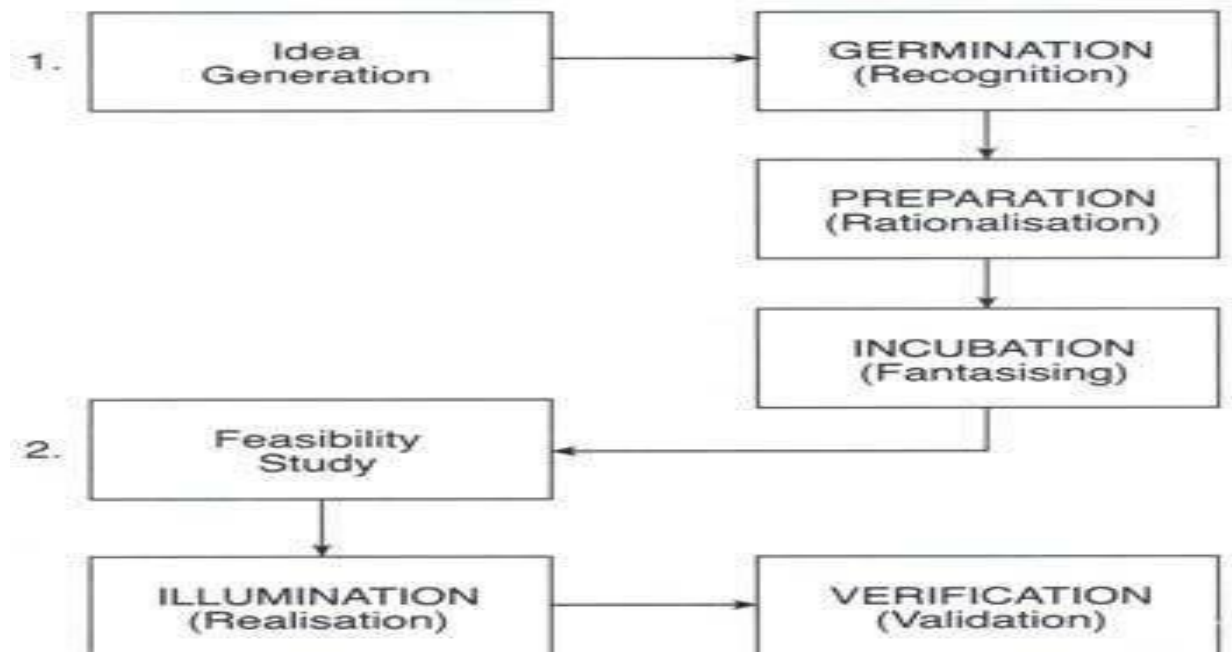 1.
Idea
Generation
GERMINATION
(Recognition)
PREPARATION
(Rationalisation)
INCUBATION
(Fantasising)
2.
Feasibility
Study
ILLUMINATION
(Realisation)
VERIFICATION
(Validation)